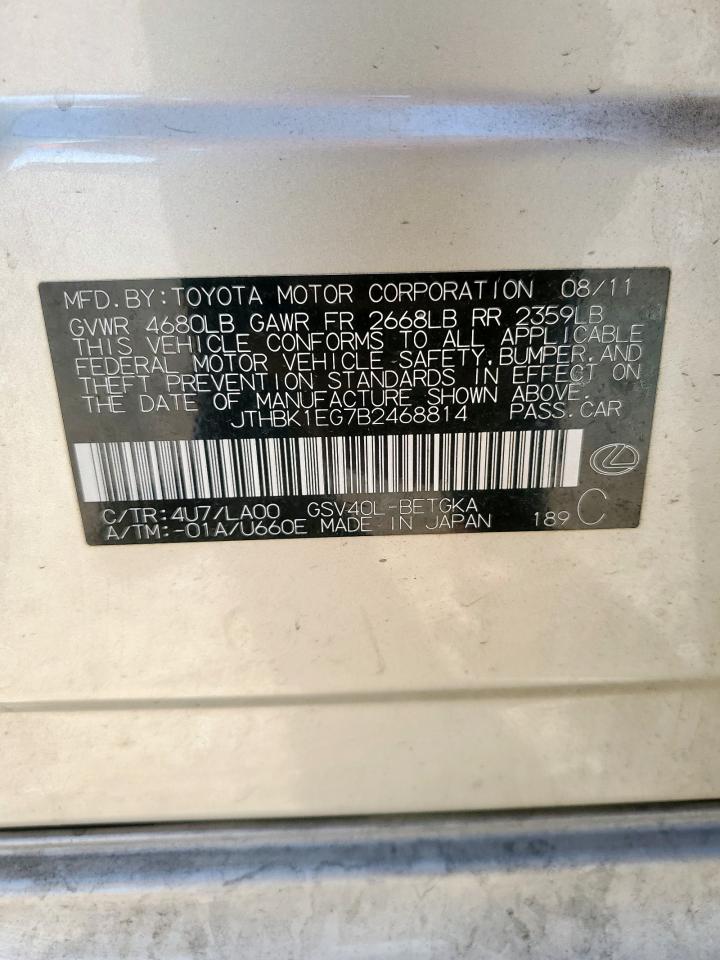 MFD.BY:TOYOTA MOTOR CORPORATION 08/11
GVWR 4680LB GAWR FR 2668LB RR 2359LB
THIS VEHICLE CONFORMS TO ALL APPLICABLE
FEDERAL MOTOR VEHICLE SAFETY,BUMPER,AND
THEFT PREVENTION STANDARDS IN EFFECT ON
THE DATE OF MANUFACTURE SHOWN ABOVE.
JTHBK1EG7B2468814 PASS.CAR
C/TR:4U7/LA00 GSV40L-BETGKA
A/TM:-01A/U660E MADE IN JAPAN 189 C